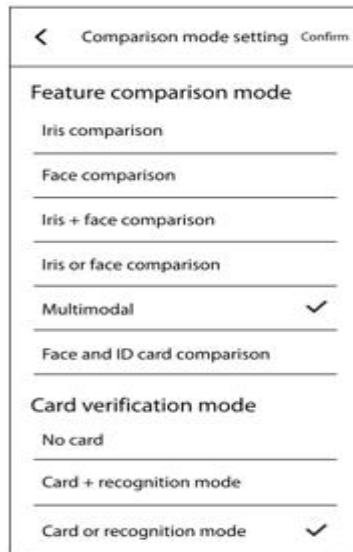 Comparison mode setting Confirm
Feature comparison mode
Iris comparison
Face comparison
Iris + face comparison
Iris or face comparison
Multimodal
Face and ID card comparison
Card verification mode
No card
Card + recognition mode
Card or recognition mode